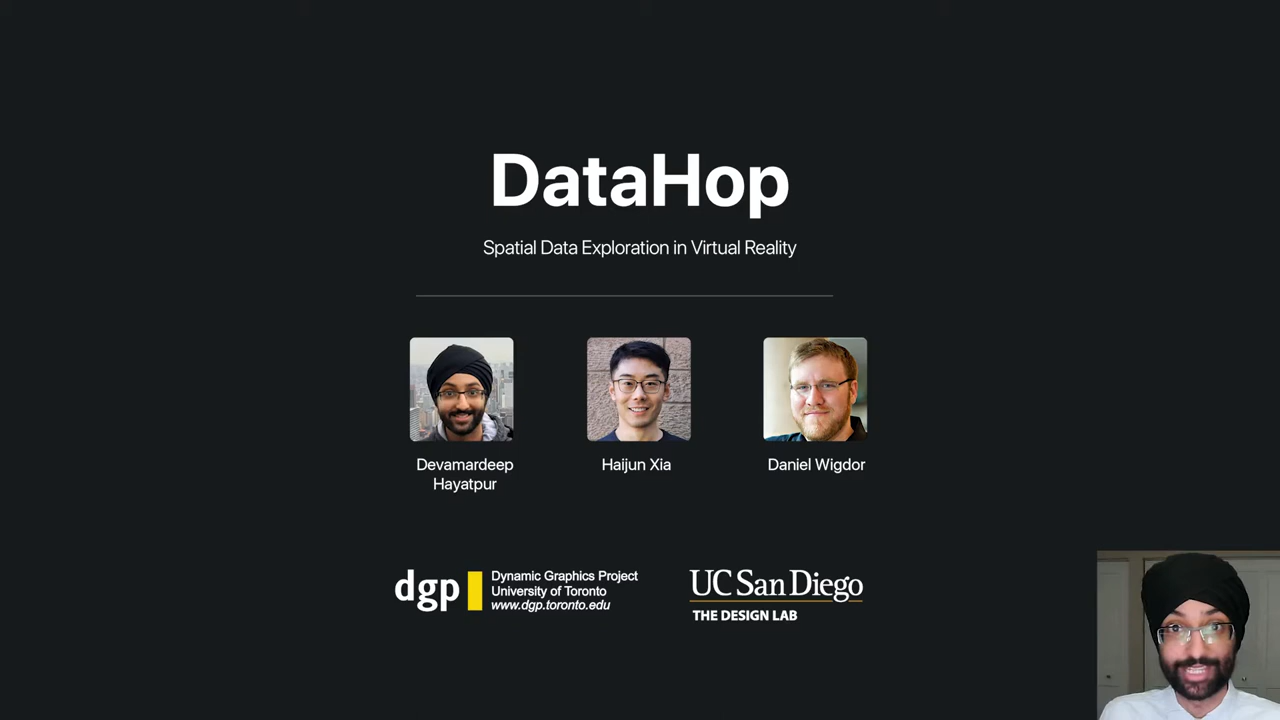 DataHop
Spatial Data Exploration in Virtual Reality
Devamardeep
Hayatpur
Haijun Xia
Daniel Wigdor
dgp
Dynamic Graphics Project
University of Toronto
www.dgp.toronto.edu
UC San Diego
THE DESIGN LAB